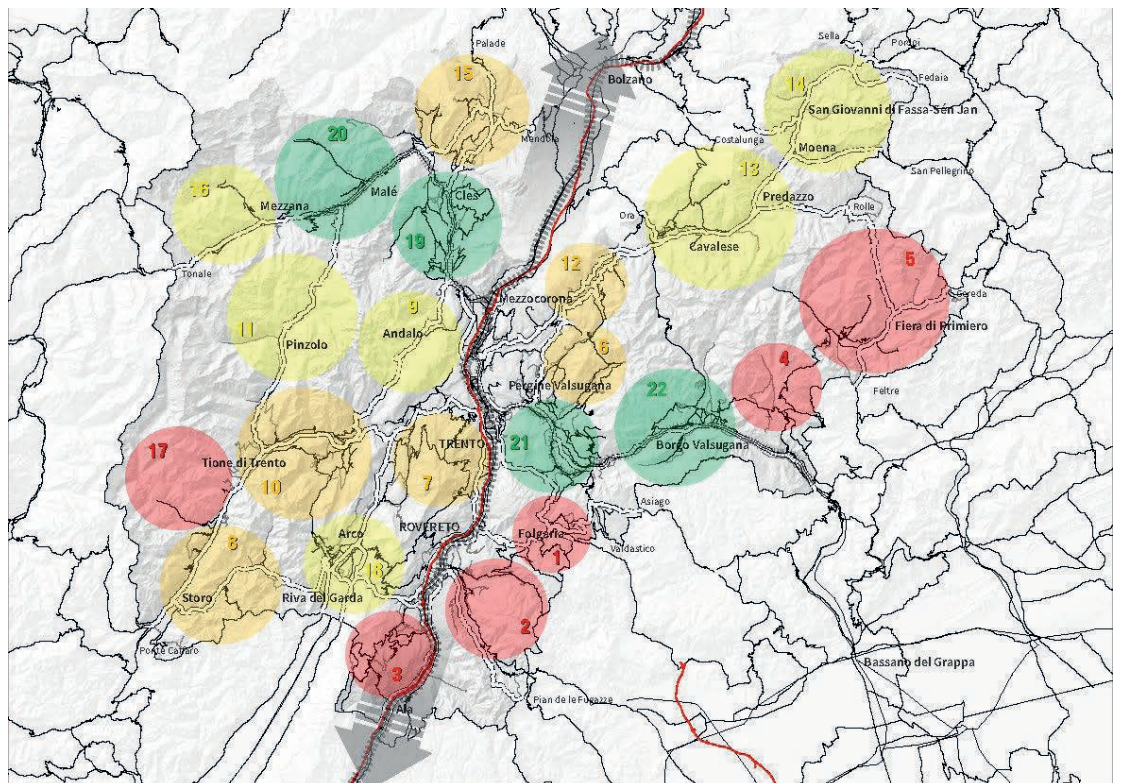 Sella
Palade
Pordoi
15
Bolzano
14
Fedaia
San Giovanni di Fassa-Sèn Jan
20
Mendola
Costalunga
Moena
13
San Pellegrino
16
Malé
Cles
Predazzo
Mezzana
Rolle
Ora
19
Cavalese
5
12
Tonale
Cereda
Mezzocorona
9
11
Andalo
Fiera di Primiero
Pinzolo
6
4
Pergine Valsugana
22
Feltre
TRENTO
21
Borgo Valsugana
17
Tione di Trento
10
7
Asiago
ROVERETO
Arco
Folgaria
8
Valdastico
1
18
Storo
Riva del Garda
2
Ponte Caffaro
Bassano del Grappa
3
Pian de le Fugazze
Ala